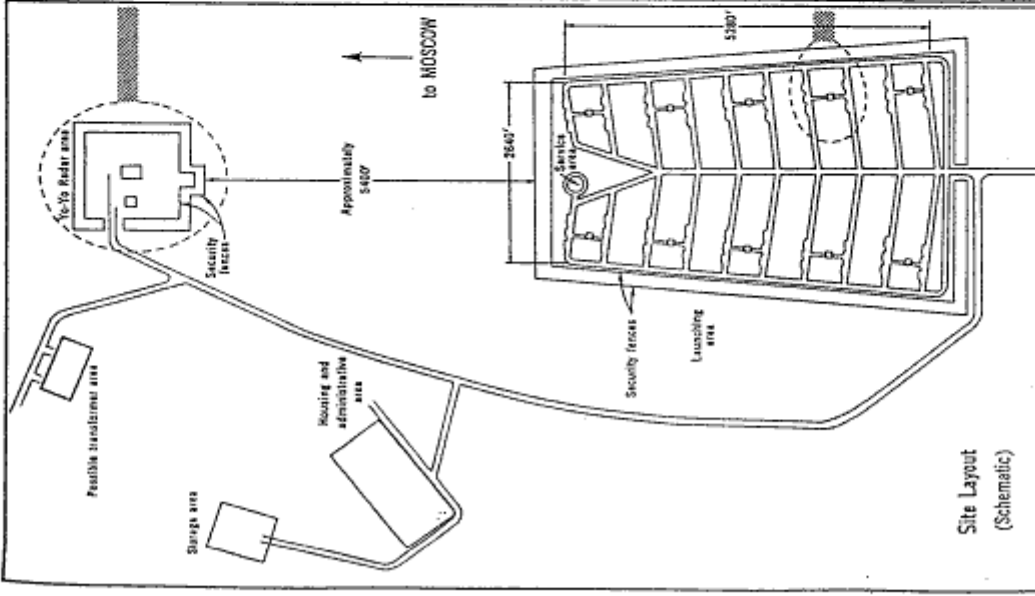 Yo-Yo Radar area
Security
fences
to MOSCOW
Approximately
5400'
5280'
2640'
Service
area
Security fences
Launching
area
Possible transformer area
Housing and
administrative
area
Storage area
Site Layout
(Schematic)